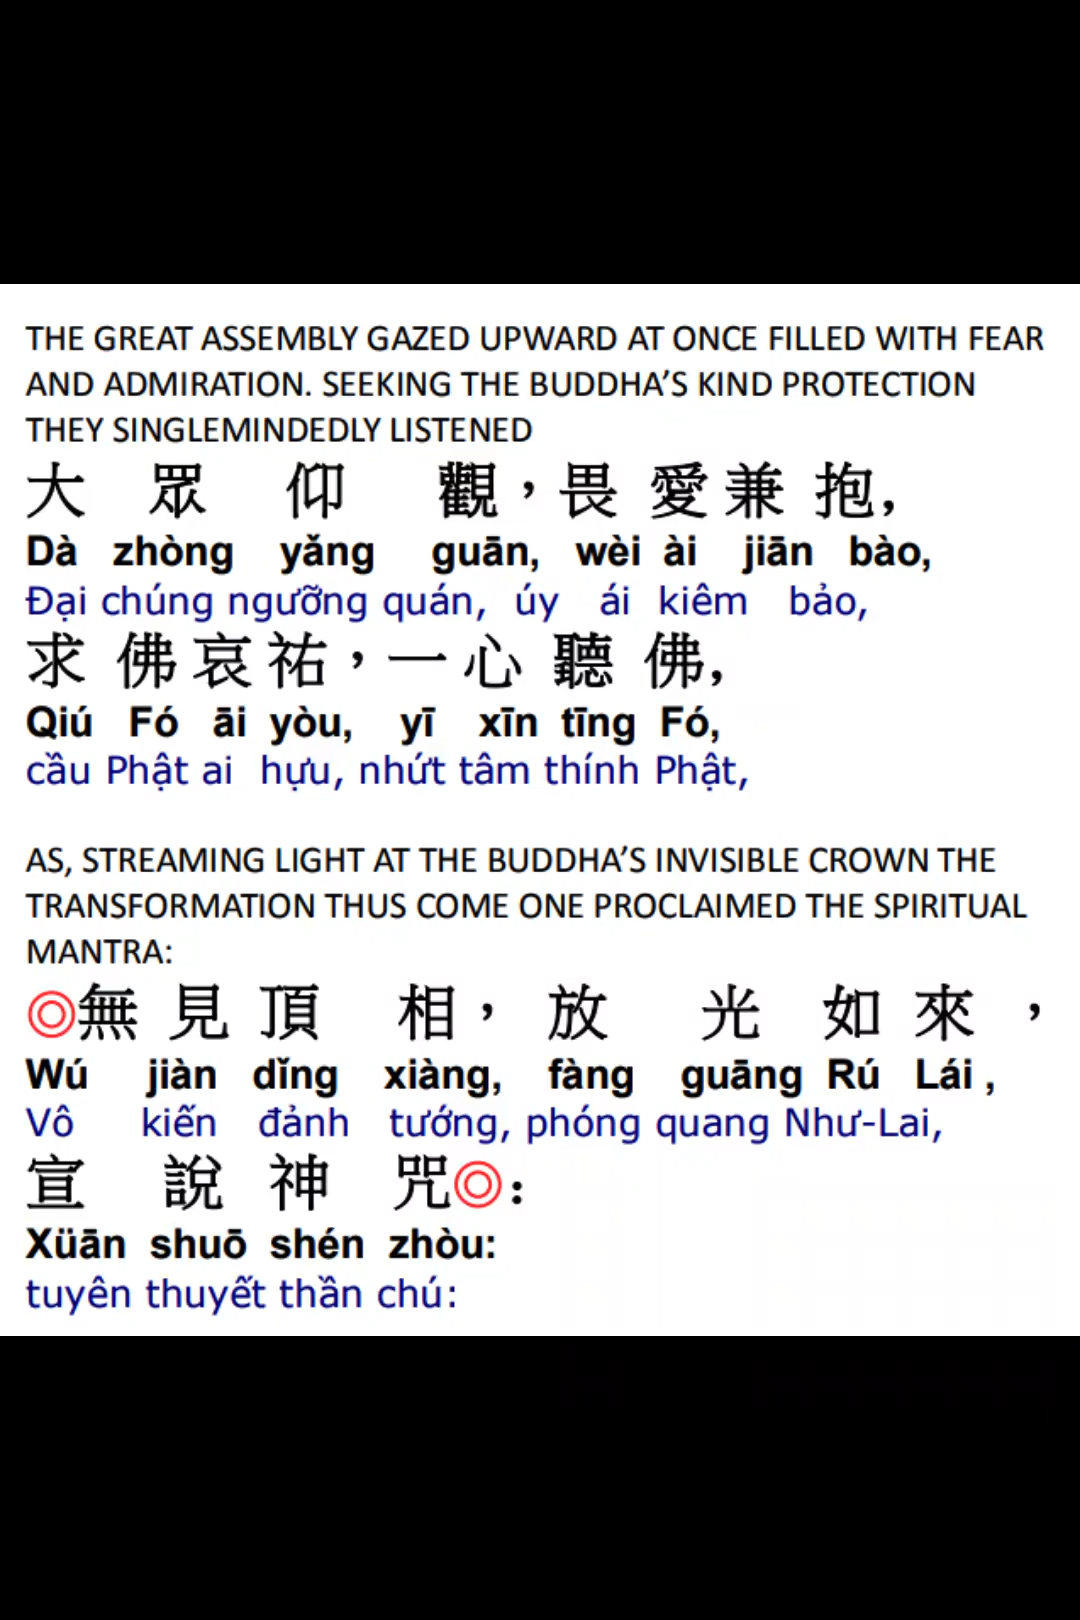 THE GREAT ASSEMBLY GAZED UPWARD AT ONCE FILLED WITH FEAR
AND ADMIRATION. SEEKING THE BUDDHA’S KIND PROTECTION
THEY SINGLEMINDEDLY LISTENED
大 眾 仰 觀，畏 愛 兼 抱,
Dà zhòng yǎng guān, wèi ài jiān bào,
Đại chúng ngưỡng quán, úy ái kiêm bảo,
求 佛 哀 祐，一 心 聽 佛,
Qiú Fó āi yòu, yī xīn tīng Fó,
cầu Phật ai hựu, nhứt tâm thính Phật,
AS, STREAMING LIGHT AT THE BUDDHA’S INVISIBLE CROWN THE
TRANSFORMATION THUS COME ONE PROCLAIMED THE SPIRITUAL
MANTRA:
◎無 見 頂 相，放 光 如 來，
Wú jiàn dǐng xiàng, fàng guāng Rú Lái ,
Vô kiến đảnh tướng, phóng quang Như-Lai,
宣 說 神 咒◎：
Xüān shuō shén zhòu:
tuyên thuyết thần chú: